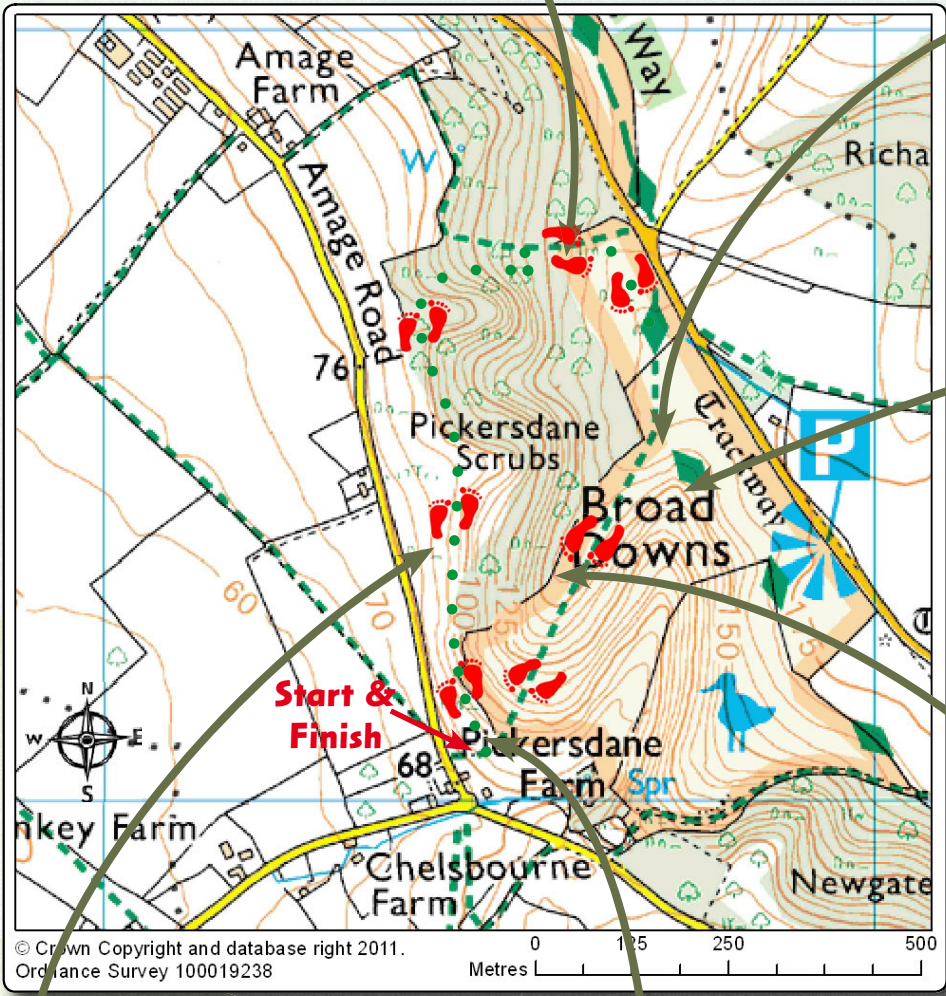 Way
Amage
Farm
Richa
W
Amage Road
76
Pickersdane
Scrubs
P
Trackway
Broad
Downs
60
70
100
125
150
175
N
W E
S
Start &
Finish
Pickersdane
Farm
Spr
68
nkey Farm
Chelsbourne
Farm
Newgate
© Crown Copyright and database right 2011.
Ordnance Survey 100019238
0 125 250 500
Metres